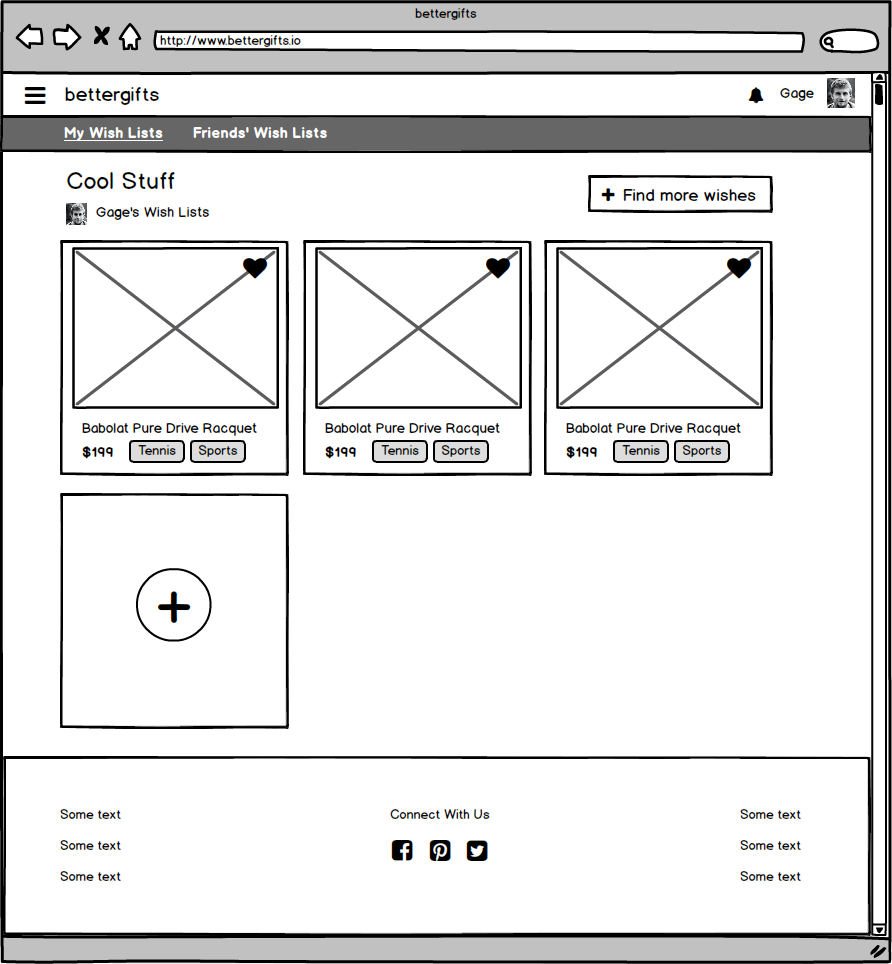 bettergifts
http://www.bettergifts.io
bettergifts
Gage
My Wish Lists Friends' Wish Lists
Cool Stuff
Find more wishes
Gage's Wish Lists
Babolat Pure Drive Racquet
$199 Tennis Sports
Babolat Pure Drive Racquet
$199 Tennis Sports
Babolat Pure Drive Racquet
$199 Tennis Sports
Some text
Some text
Some text
Connect With Us
Some text
Some text
Some text